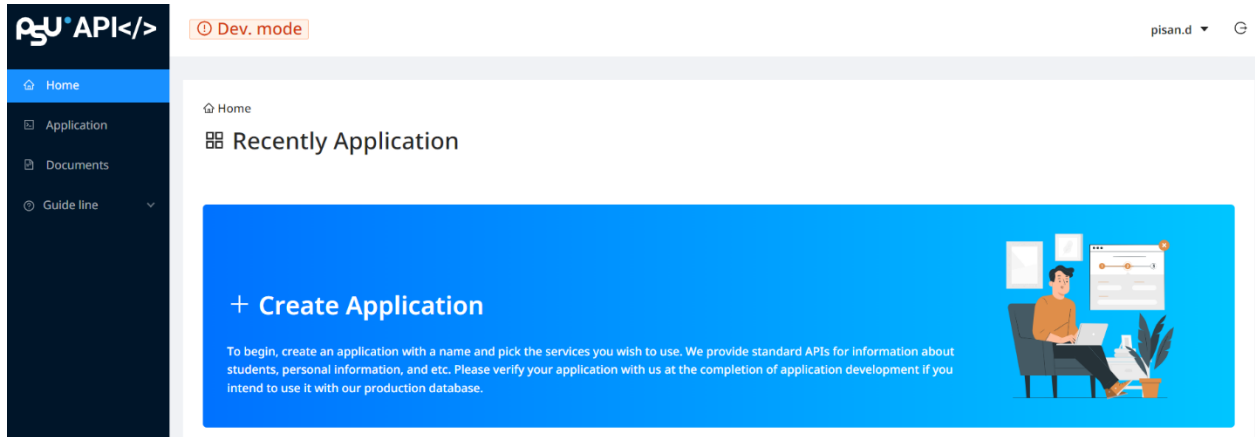 PSU API</>
Dev. mode
pisan.d
Home
Application
Documents
Guide line
Home
Recently Application
+ Create Application
To begin, create an application with a name and pick the services you wish to use. We provide standard APIs for information about
students, personal information, and etc. Please verify your application with us at the completion of application development if you
intend to use it with our production database.